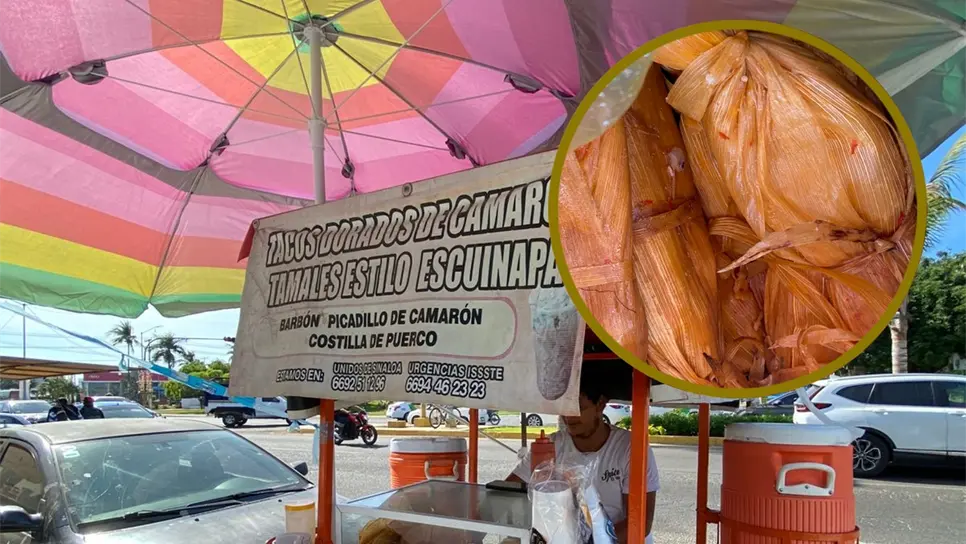 TACOS DORADOS DE CAMARO
TAMALES ESTILO ESCUINAPA
BARBÓN PICADILLO DE CAMARÓN
COSTILLA DE PUERCO
ESTAMOS EN: UNIDOS DE SINALOA URGENCIAS ISSSTE
6692 51 12 96 6694 46 23 23
Spice